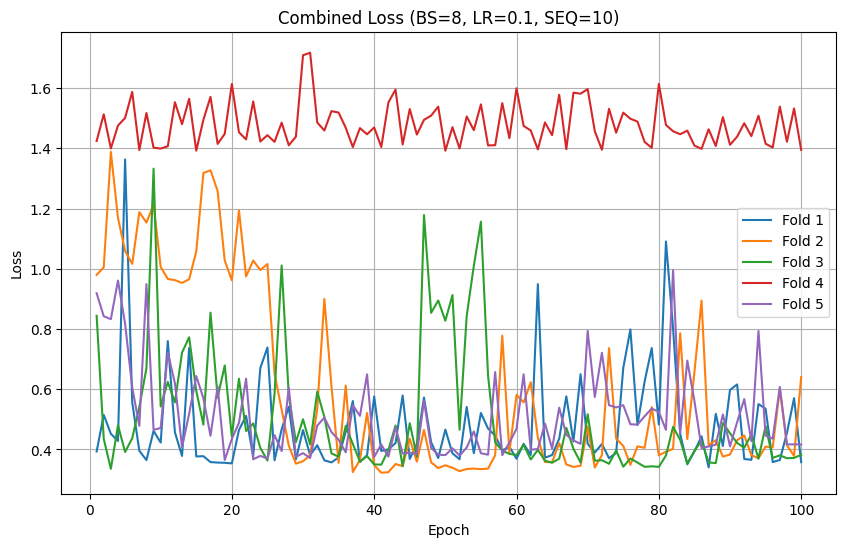 Combined Loss (BS=8, LR=0.1, SEQ=10)
Loss
1.6
1.4
1.2
1.0
0.8
0.6
0.4
Fold 1
Fold 2
Fold 3
Fold 4
Fold 5
0 20 40 60 80 100
Epoch